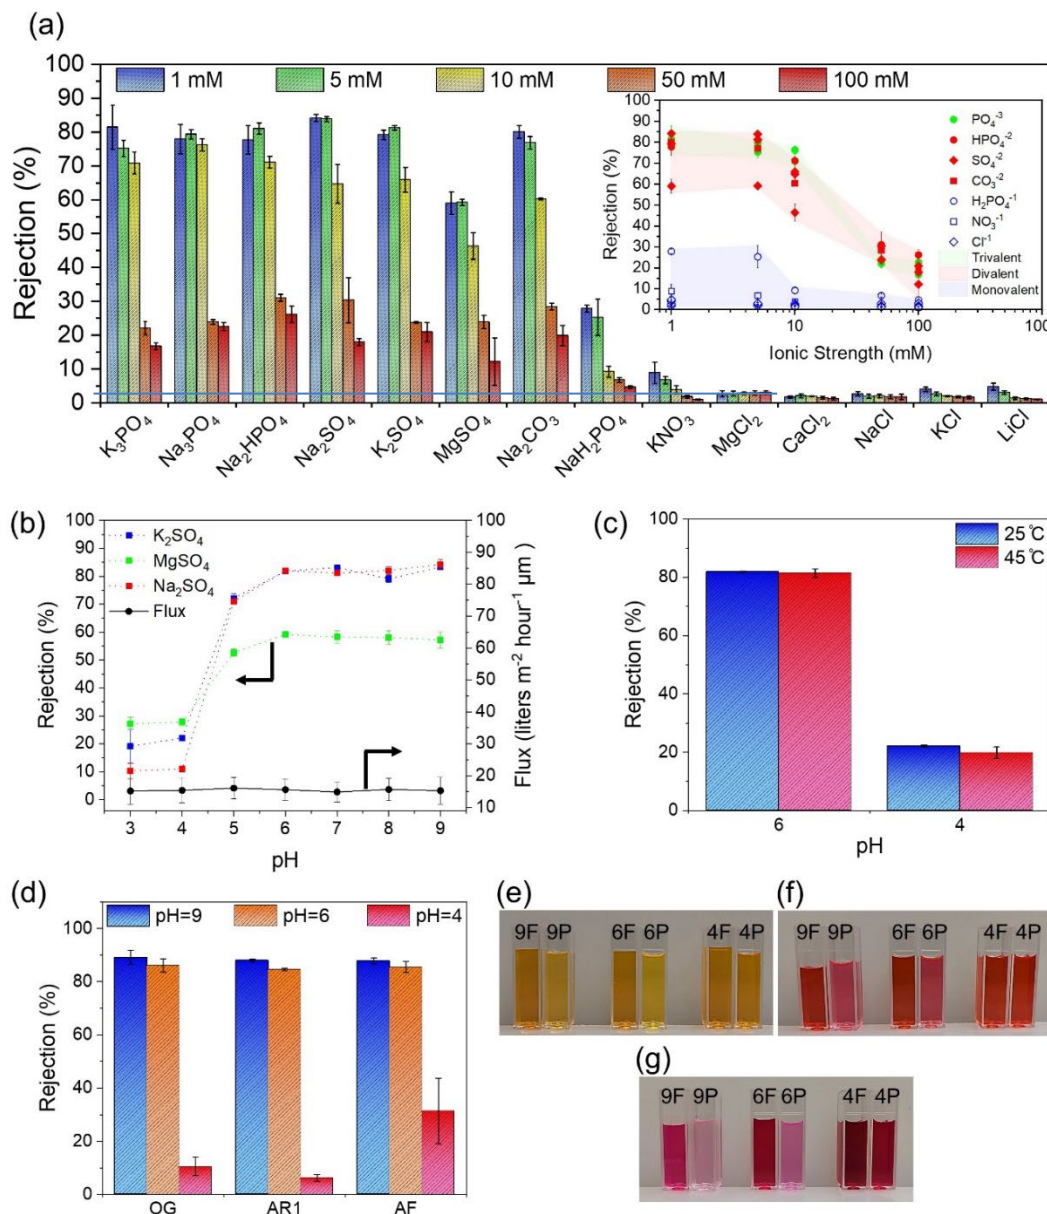 (a)
1 mM 5 mM 10 mM 50 mM 100 mM
Rejection (%)
100
90
80
70
60
50
40
30
20
10
0
K₃PO₄ Na₃PO₄ Na₂HPO₄ Na₂SO₄ K₂SO₄ MgSO₄ Na₂CO₃ NaH₂PO₄ KNO₃ MgCl₂ CaCl₂ NaCl KCl LiCl
Rejection (%)
100
90
80
70
60
50
40
30
20
10
0
PO₄⁻³
HPO₄⁻²
SO₄⁻²
CO₃⁻²
H₂PO₄⁻¹
NO₃⁻¹
Cl⁻¹
Trivalent
Divalent
Monovalent
1 10 100 1000
Ionic Strength (mM)
(b)
K₂SO₄
MgSO₄
Na₂SO₄
Flux
Rejection (%)
100
90
80
70
60
50
40
30
20
10
0
3 4 5 6 7 8 9
pH
100
90
80
70
60
50
40
30
20
10
Flux (liters m⁻² hour⁻¹ µm)
(c)
25 °C
45 °C
Rejection (%)
100
80
60
40
20
0
6 4
pH
(d)
pH=9 pH=6 pH=4
Rejection (%)
100
80
60
40
20
0
OG AR1 AF
(e)
9F 9P 6F 6P 4F 4P
(f)
9F 9P 6F 6P 4F 4P
(g)
9F 9P 6F 6P 4F 4P